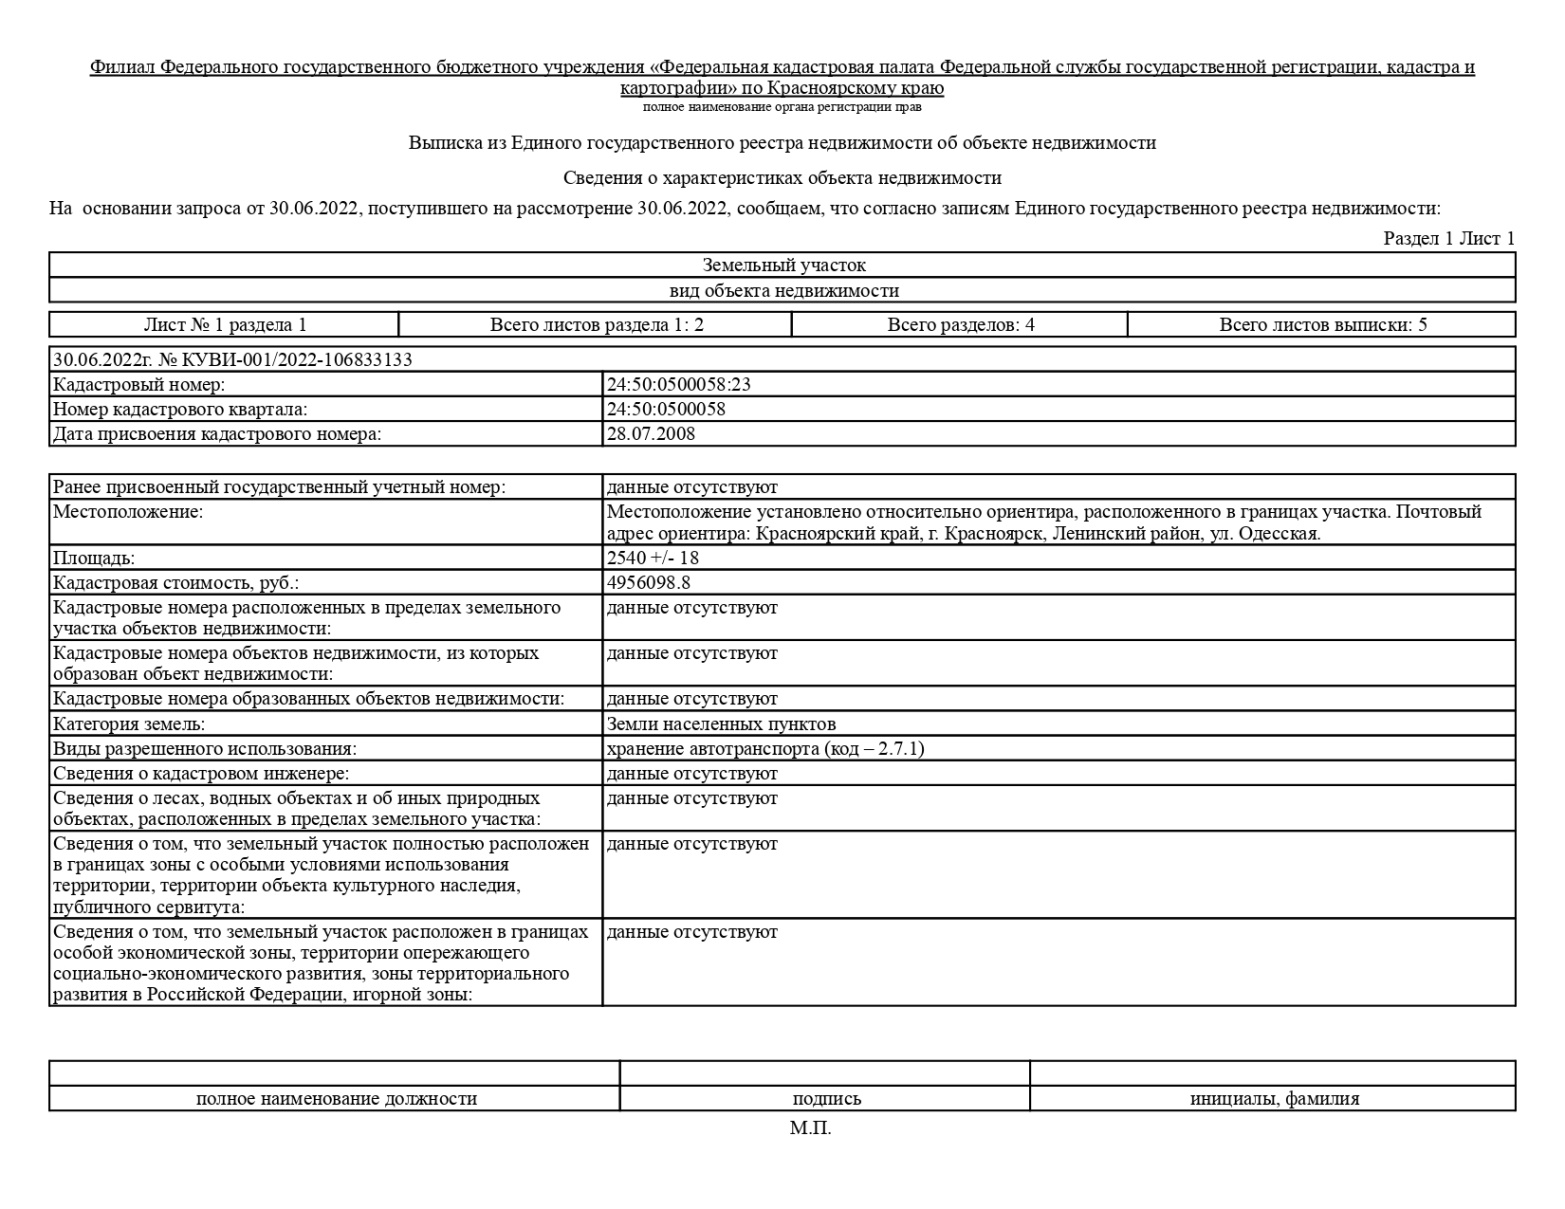 Филиал Федерального государственного бюджетного учреждения «Федеральная кадастровая палата Федеральной службы государственной регистрации, кадастра и
картографии» по Красноярскому краю
полное наименование органа регистрации прав
Выписка из Единого государственного реестра недвижимости об объекте недвижимости
Сведения о характеристиках объекта недвижимости
На  основании запроса от 30.06.2022, поступившего на рассмотрение 30.06.2022, сообщаем, что согласно записям Единого государственного реестра недвижимости:
Раздел 1 Лист 1
Земельный участок
вид объекта недвижимости
Лист № 1 раздела 1 Всего листов раздела 1: 2 Всего разделов: 4 Всего листов выписки: 5
30.06.2022г. № КУВИ-001/2022-106833133
Кадастровый номер: 24:50:0500058:23
Номер кадастрового квартала: 24:50:0500058
Дата присвоения кадастрового номера: 28.07.2008
Ранее присвоенный государственный учетный номер: данные отсутствуют
Местоположение: Местоположение установлено относительно ориентира, расположенного в границах участка. Почтовый
адрес ориентира: Красноярский край, г. Красноярск, Ленинский район, ул. Одесская.
Площадь: 2540 +/- 18
Кадастровая стоимость, руб.: 4956098.8
Кадастровые номера расположенных в пределах земельного данные отсутствуют
участка объектов недвижимости:
Кадастровые номера объектов недвижимости, из которых данные отсутствуют
образован объект недвижимости:
Кадастровые номера образованных объектов недвижимости: данные отсутствуют
Категория земель: Земли населенных пунктов
Виды разрешенного использования: хранение автотранспорта (код – 2.7.1)
Сведения о кадастровом инженере: данные отсутствуют
Сведения о лесах, водных объектах и об иных природных данные отсутствуют
объектах, расположенных в пределах земельного участка:
Сведения о том, что земельный участок полностью расположен данные отсутствуют
в границах зоны с особыми условиями использования
территории, территории объекта культурного наследия,
публичного сервитута:
Сведения о том, что земельный участок расположен в границах данные отсутствуют
особой экономической зоны, территории опережающего
социально-экономического развития, зоны территориального
развития в Российской Федерации, игорной зоны:
полное наименование должности подпись инициалы, фамилия
М.П.